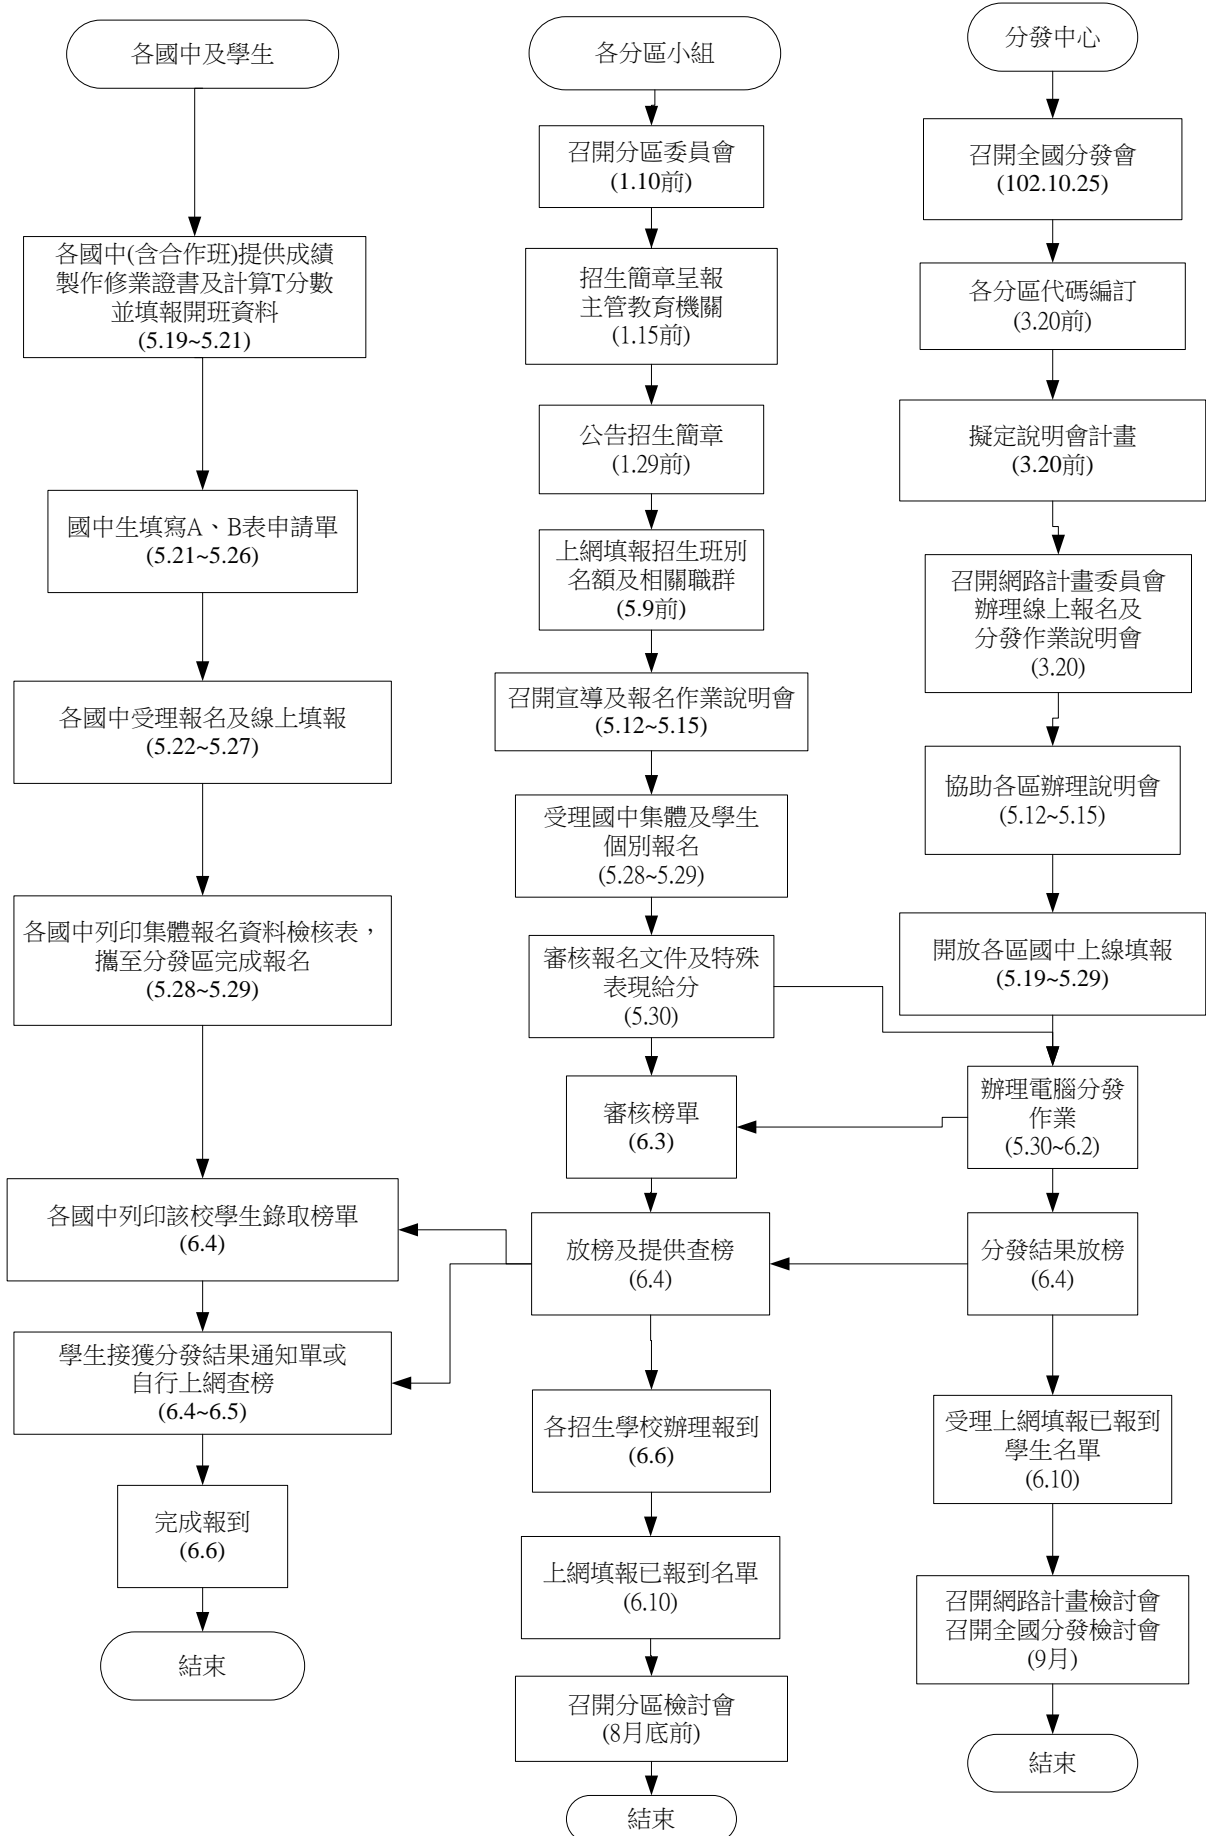 各國中及學生
各國中(含合作班)提供成績
製作修業證書及計算T分數
並填報開班資料
(5.19~5.21)
國中生填寫A、B表申請單
(5.21~5.26)
各國中受理報名及線上填報
(5.22~5.27)
各國中列印集體報名資料檢核表，
攜至分發區完成報名
(5.28~5.29)
各國中列印該校學生錄取榜單
(6.4)
學生接獲分發結果通知單或
自行上網查榜
(6.4~6.5)
完成報到
(6.6)
結束
各分區小組
召開分區委員會
(1.10前)
招生簡章呈報
主管教育機關
(1.15前)
公告招生簡章
(1.29前)
上網填報招生班別
名額及相關職群
(5.9前)
召開宣導及報名作業說明會
(5.12~5.15)
受理國中集體及學生
個別報名
(5.28~5.29)
審核報名文件及特殊
表現給分
(5.30)
審核榜單
(6.3)
放榜及提供查榜
(6.4)
各招生學校辦理報到
(6.6)
上網填報已報到名單
(6.10)
召開分區檢討會
(8月底前)
結束
分發中心
召開全國分發會
(102.10.25)
各分區代碼編訂
(3.20前)
擬定說明會計畫
(3.20前)
召開網路計畫委員會
辦理線上報名及
分發作業說明會
(3.20)
協助各區辦理說明會
(5.12~5.15)
開放各區國中上線填報
(5.19~5.29)
辦理電腦分發
作業
(5.30~6.2)
分發結果放榜
(6.4)
受理上網填報已報到
學生名單
(6.10)
召開網路計畫檢討會
召開全國分發檢討會
(9月)
結束